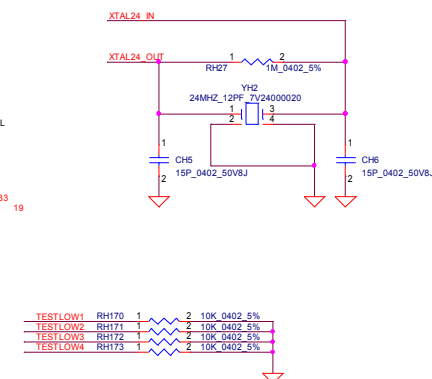 XTAL24_IN
XTAL24_OUT
1 2
RH27 1M_0402_5%
YH2
24MHZ_12PF_7V24000020
1 3
2 4
L
1 1
CH5 CH6
2 15P_0402_50V8J 2 15P_0402_50V8J
33
19
TESTLOW1 RH170 1 2 10K_0402_5%
TESTLOW2 RH171 1 2 10K_0402_5%
TESTLOW3 RH172 1 2 10K_0402_5%
TESTLOW4 RH173 1 2 10K_0402_5%